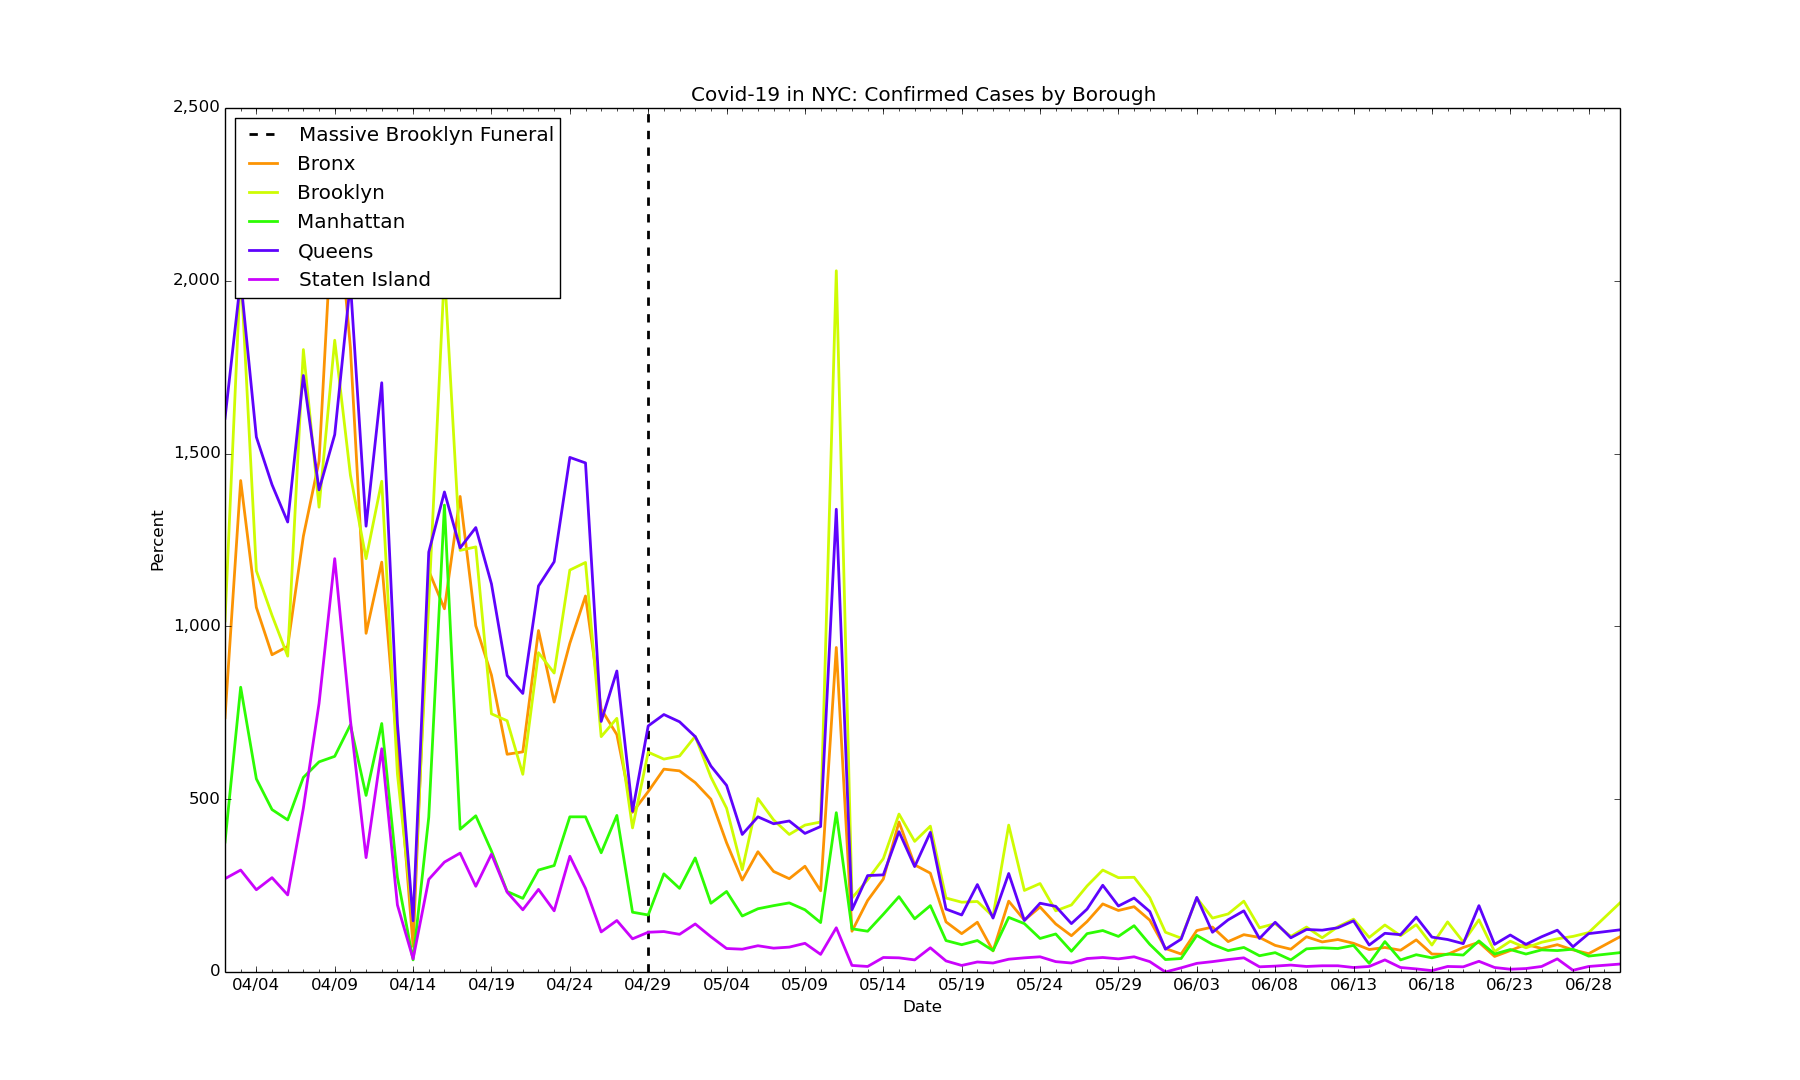 Covid-19 in NYC: Confirmed Cases by Borough
2,500
2,000
1,500
1,000
500
0
Percent
Massive Brooklyn Funeral
Bronx
Brooklyn
Manhattan
Queens
Staten Island
04/04 04/09 04/14 04/19 04/24 04/29 05/04 05/09 05/14 05/19 05/24 05/29 06/03 06/08 06/13 06/18 06/23 06/28
Date